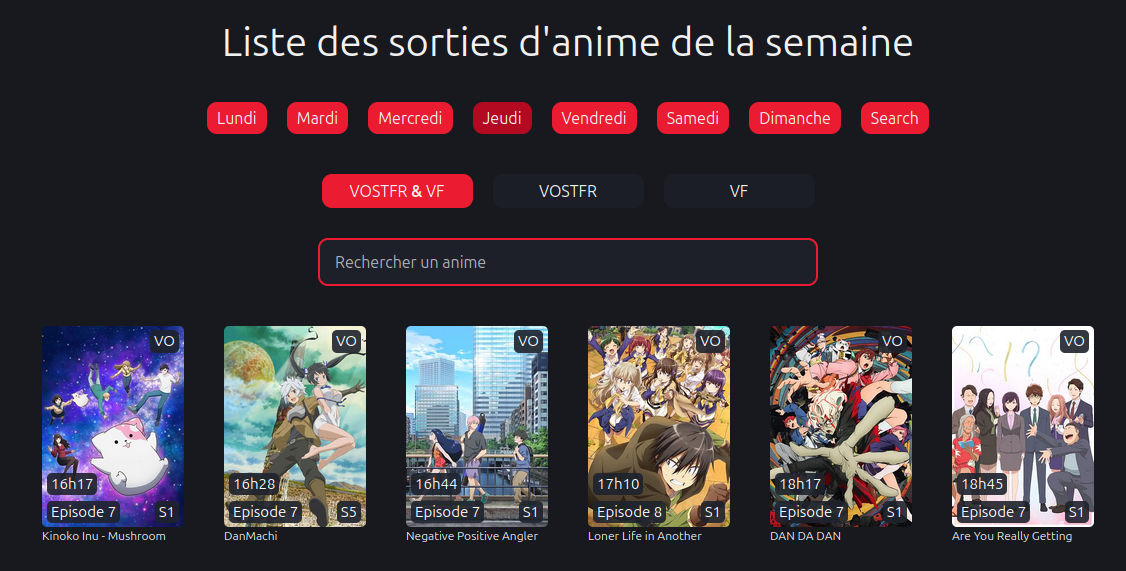 Liste des sorties d'anime de la semaine
Lundi Mardi Mercredi Jeudi Vendredi Samedi Dimanche Search
VOSTFR & VF VOSTFR VF
Rechercher un anime
VO VO VO VO VO VO
16h17 16h28 16h44 17h10 18h17 18h45
Episode 7 S1 Episode 7 S5 Episode 7 S1 Episode 8 S1 Episode 7 S1 Episode 7 S1
Kinoko Inu - Mushroom DanMachi Negative Positive Angler Loner Life in Another DAN DA DAN Are You Really Getting